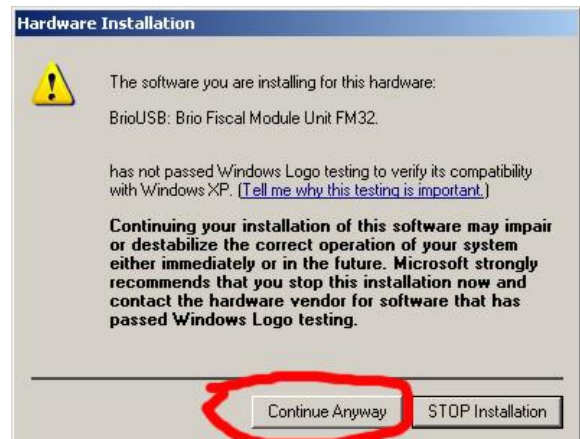 Hardware Installation
The software you are installing for this hardware:
BrioUSB: Brio Fiscal Module Unit FM32.
has not passed Windows Logo testing to verify its compatibility
with Windows XP. (Tell me why this testing is important.)
Continuing your installation of this software may impair
or destabilize the correct operation of your system
either immediately or in the future. Microsoft strongly
recommends that you stop this installation now and
contact the hardware vendor for software that has
passed Windows Logo testing.
Continue Anyway
STOP Installation